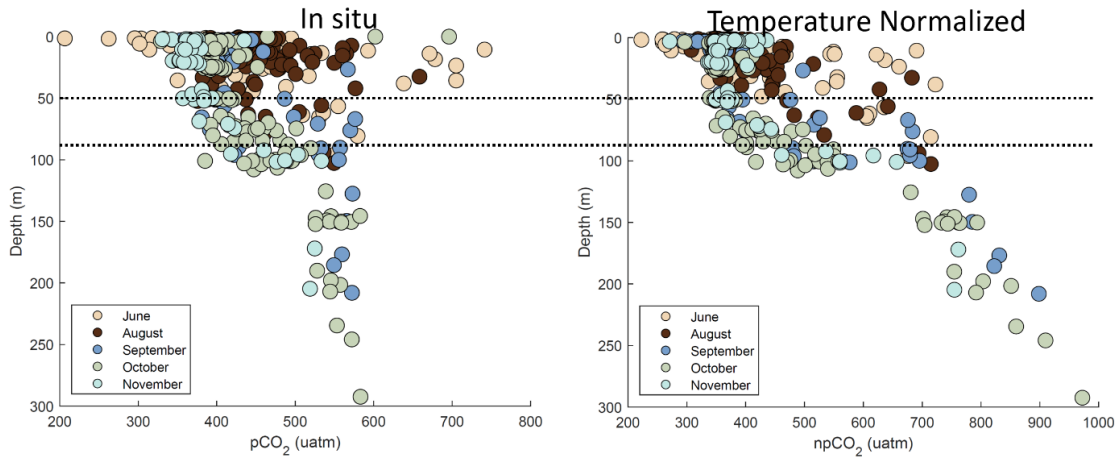 In situ
Temperature Normalized
0
50
100
150
200
250
300
Depth (m)
200
300
400
500
600
700
800
pCO2 (uatm)
June
August
September
October
November
0
50
100
150
200
250
300
Depth (m)
200
300
400
500
600
700
800
900
1000
npCO2 (uatm)
June
August
September
October
November